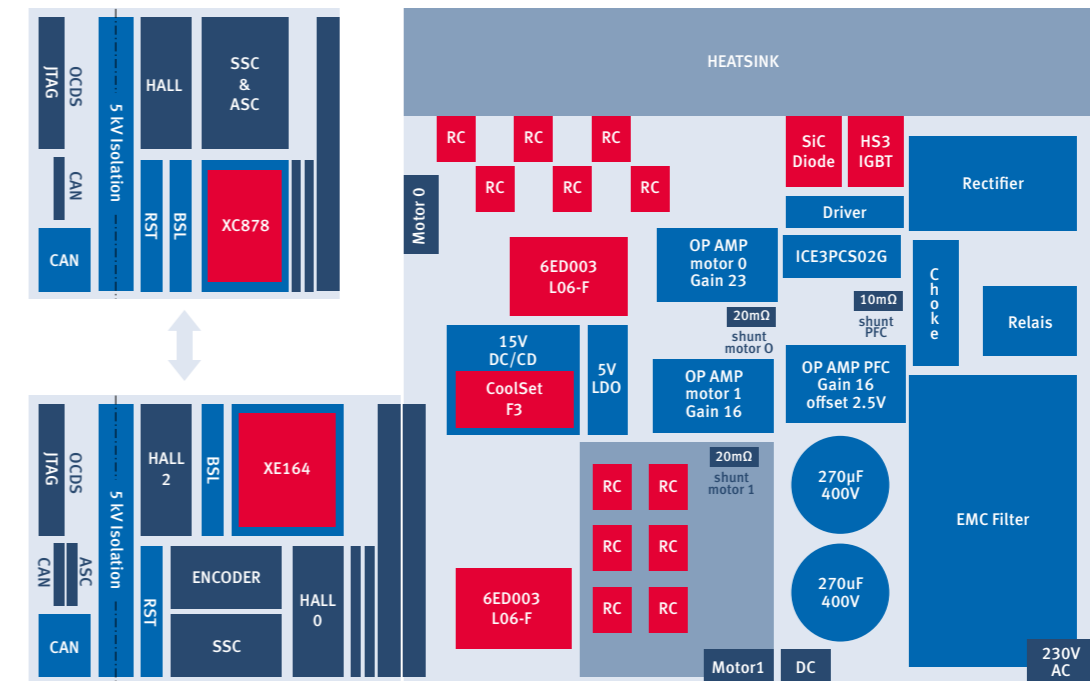 JTAG
OCDS
5 kV Isolation
HALL
SSC
&
ASC
CAN
CAN
RST
BSL
XC878
JTAG
OCDS
5 kV Isolation
HALL
2
BSL
XE164
CAN
ASC
CAN
RST
ENCODER
SSC
HALL
0
HEATSINK
RC
RC
RC
RC
RC
RC
SiC
Diode
HS3
IGBT
Rectifier
Motor 0
Driver
6ED003
L06-F
OP AMP
motor 0
Gain 23
ICE3PCS02G
Choke
Relais
20mΩ
shunt
motor O
10mΩ
shunt
PFC
15V
DC/CD
CoolSet
F3
5V
LDO
OP AMP
motor 1
Gain 16
OP AMP PFC
Gain 16
offset 2.5V
20mΩ
shunt
motor 1
RC
RC
RC
RC
RC
RC
270µF
400V
270uF
400V
EMC Filter
6ED003
L06-F
Motor1
DC
230V
AC